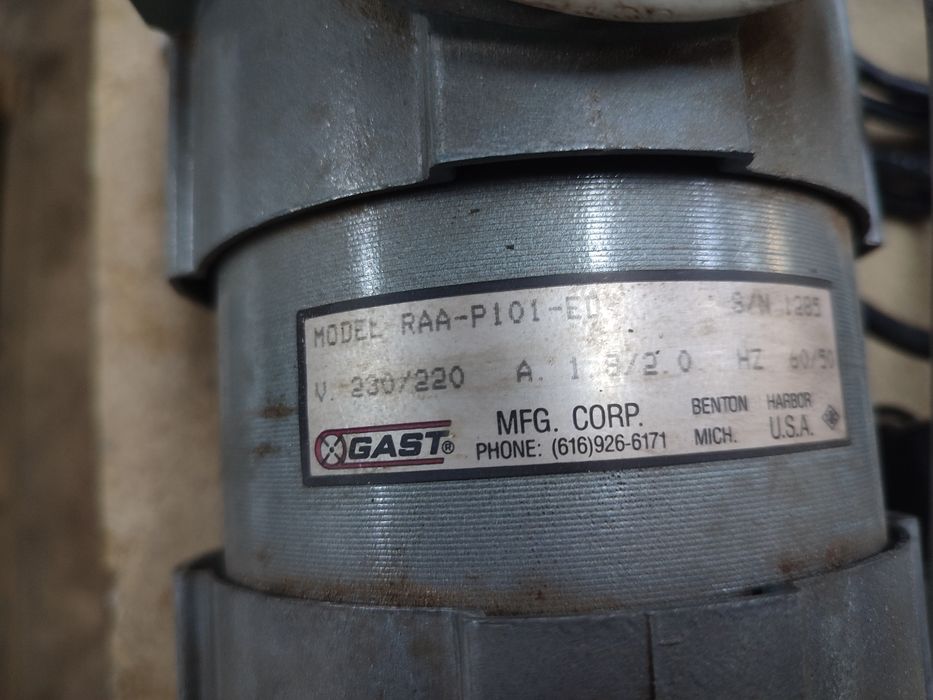 MODEL RAA-P101-ED S/N 1285
V. 230/220 A. 1.8/2.0 HZ 60/50
GAST® MFG. CORP. BENTON HARBOR
PHONE: (616)926-6171 MICH. U.S.A.